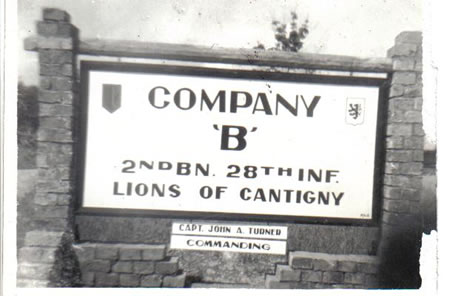 COMPANY
'B'
2ND BN. 28TH INF.
LIONS OF CANTIGNY
CAPT. JOHN A. TURNER
COMMANDING